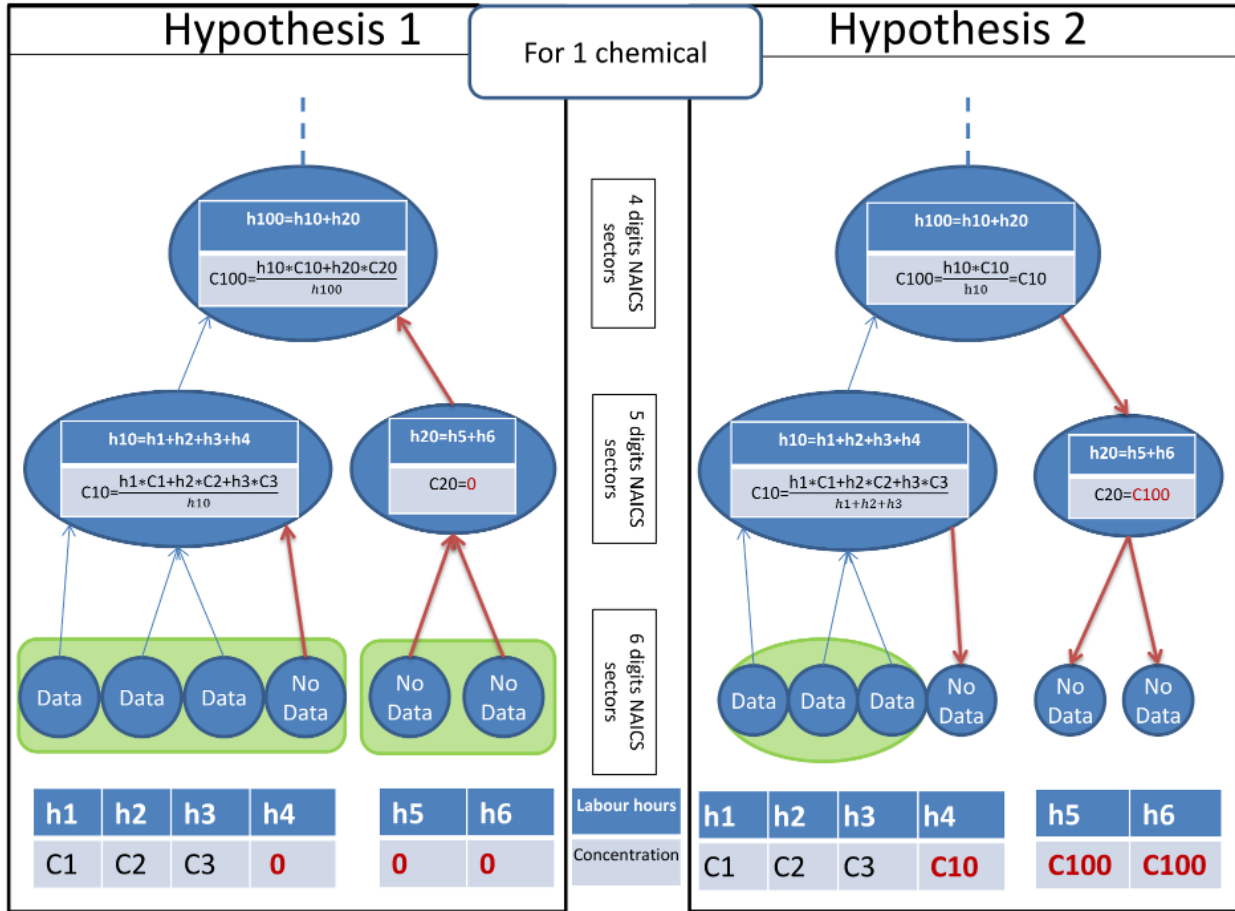 Hypothesis 1
For 1 chemical
Hypothesis 2
h100=h10+h20
C100=h10*C10+h20*C20/h100
h10=h1+h2+h3+h4
C10=h1*C1+h2*C2+h3*C3/h10
h20=h5+h6
C20=0
Data
Data
Data
No
Data
No
Data
No
Data
h1 h2 h3 h4
C1 C2 C3 0
h5 h6
0 0
4 digits NAICS
sectors
5 digits NAICS
sectors
6 digits NAICS
sectors
Labour hours
Concentration
h100=h10+h20
C100=h10*C10/h10=C10
h10=h1+h2+h3+h4
C10=h1*C1+h2*C2+h3*C3/h1+h2+h3
h20=h5+h6
C20=C100
Data
Data
Data
No
Data
No
Data
No
Data
h1 h2 h3 h4
C1 C2 C3 C10
h5 h6
C100 C100